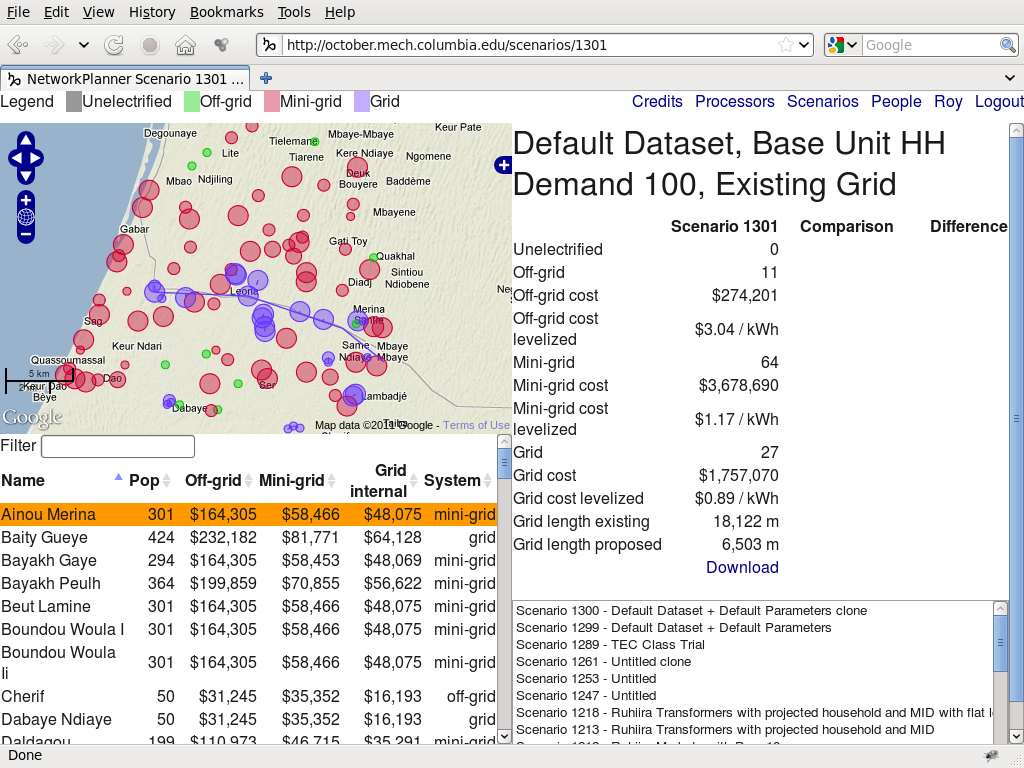 File Edit View History Bookmarks Tools Help
http://october.mech.columbia.edu/scenarios/1301
Google
NetworkPlanner Scenario 1301 ...
Legend Unelectrified Off-grid Mini-grid Grid
Credits Processors Scenarios People Roy Logout
Degounaye
Keur Pate
Mbaye-Mbaye
Tieleman
Lite
Tiarene
Kere Ndiaye
Ngomene
Deuk
Bouyere
Baddème
Mbao
Ndjiling
Mbayene
Gabar
Gati Toy
Quakhal
Sintiou
Ndiobene
Diadj
Leona
Merina
Sag
Same
Ndiaye
Mbaye
Mbaye
Keur Ndari
Quassoumassal
5 km
Dao
Keur Dao
Bèye
Ser
Lambadjé
Dabaye
Google
Map data ©2011 Google - Terms of Use
Default Dataset, Base Unit HH
Demand 100, Existing Grid
Scenario 1301 Comparison Difference
Unelectrified 0
Off-grid 11
Off-grid cost $274,201
Off-grid cost
levelized $3.04 / kWh
Mini-grid 64
Mini-grid cost $3,678,690
Mini-grid cost
levelized $1.17 / kWh
Grid 27
Grid cost $1,757,070
Grid cost levelized $0.89 / kWh
Grid length existing 18,122 m
Grid length proposed 6,503 m
Download
Filter
Name Pop Off-grid Mini-grid Grid internal System
Ainou Merina 301 $164,305 $58,466 $48,075 mini-grid
Baity Gueye 424 $232,182 $81,771 $64,128 grid
Bayakh Gaye 294 $164,305 $58,453 $48,069 mini-grid
Bayakh Peulh 364 $199,859 $70,855 $56,622 mini-grid
Beut Lamine 301 $164,305 $58,466 $48,075 mini-grid
Boundou Woula I 301 $164,305 $58,466 $48,075 mini-grid
Boundou Woula
Ii 301 $164,305 $58,466 $48,075 mini-grid
Cherif 50 $31,245 $35,352 $16,193 off-grid
Dabaye Ndiaye 50 $31,245 $35,352 $16,193 grid
Daldagou 199 $110,973 $46,715 $35,291 mini-grid
Scenario 1300 - Default Dataset + Default Parameters clone
Scenario 1299 - Default Dataset + Default Parameters
Scenario 1289 - TEC Class Trial
Scenario 1261 - Untitled clone
Scenario 1253 - Untitled
Scenario 1247 - Untitled
Scenario 1218 - Ruhiira Transformers with projected household and MID with flat l
Scenario 1213 - Ruhiira Transformers with projected household and MID
Done